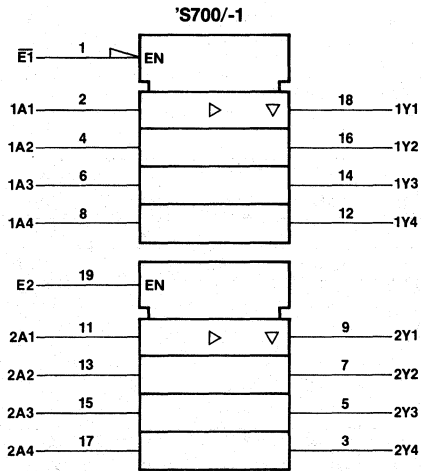 'S700/-1
E1 1 EN
1A1 2 18 1Y1
1A2 4 16 1Y2
1A3 6 14 1Y3
1A4 8 12 1Y4
E2 19 EN
2A1 11 9 2Y1
2A2 13 7 2Y2
2A3 15 5 2Y3
2A4 17 3 2Y4